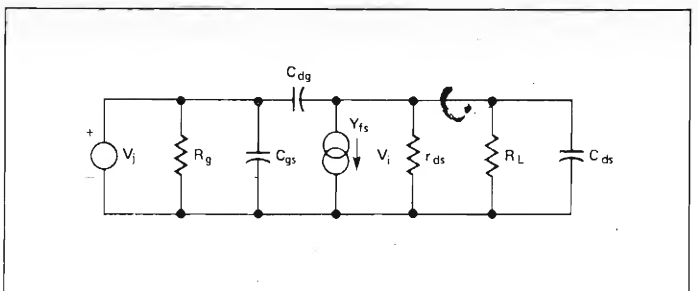 C_dg
Y_fs
+
V_j
R_g
C_gs
V_i
r_ds
R_L
C_ds
−